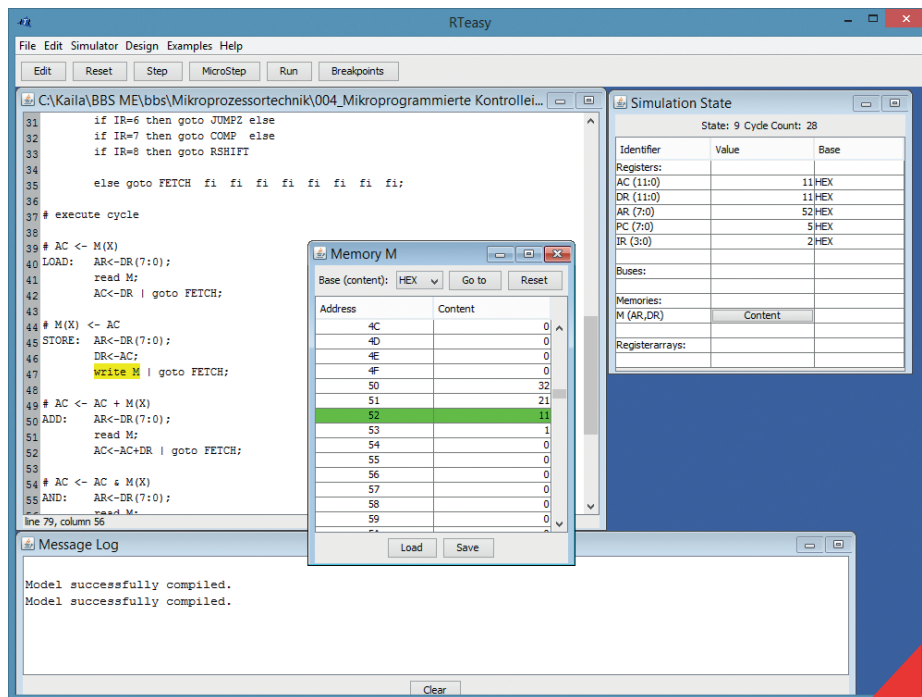 RTeasy
File Edit Simulator Design Examples Help
Edit Reset Step MicroStep Run Breakpoints
C:\Kaila\BBS ME\bbs\Mikroprozessortechnik\004_Mikroprogrammierte Kontrollei...
31 if IR=6 then goto JUMPZ else
32 if IR=7 then goto COMP else
33 if IR=8 then goto RSHIFT
34
35 else goto FETCH fi fi fi fi fi fi fi fi;
36
37 # execute cycle
38
39 # AC <- M(X)
40 LOAD: AR<-DR(7:0);
41 read M;
42 AC<-DR | goto FETCH;
43
44 # M(X) <- AC
45 STORE: AR<-DR(7:0);
46 DR<-AC;
47 write M | goto FETCH;
48
49 # AC <- AC + M(X)
50 ADD: AR<-DR(7:0);
51 read M;
52 AC<-AC+DR | goto FETCH;
53
54 # AC <- AC & M(X)
55 AND: AR<-DR(7:0);
read M;
line 79, column 56
Memory M
Base (content): HEX Go to Reset
Address Content
4C 0
4D 0
4E 0
4F 0
50 32
51 21
52 11
53 1
54 0
55 0
56 0
57 0
58 0
59 0
Load Save
Simulation State
State: 9 Cycle Count: 28
Identifier Value Base
Registers:
AC (11:0) 11 HEX
DR (11:0) 11 HEX
AR (7:0) 52 HEX
PC (7:0) 5 HEX
IR (3:0) 2 HEX
Buses:
Memories:
M (AR,DR) Content
Registerarrays:
Message Log
Model successfully compiled.
Model successfully compiled.
Clear